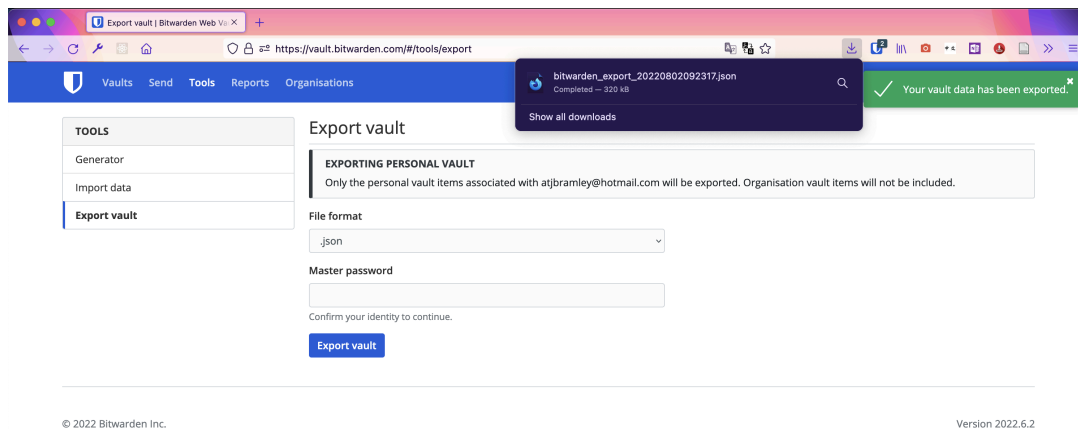 Export vault | Bitwarden Web Va
https://vault.bitwarden.com/#/tools/export
2
Vaults Send Tools Reports Organisations
bitwarden_export_20220802092317.json
Completed — 320 kB
Show all downloads
Your vault data has been exported.
TOOLS
Generator
Import data
Export vault
Export vault
EXPORTING PERSONAL VAULT
Only the personal vault items associated with atjbramley@hotmail.com will be exported. Organisation vault items will not be included.
File format
.json
Master password
Confirm your identity to continue.
Export vault
© 2022 Bitwarden Inc.
Version 2022.6.2